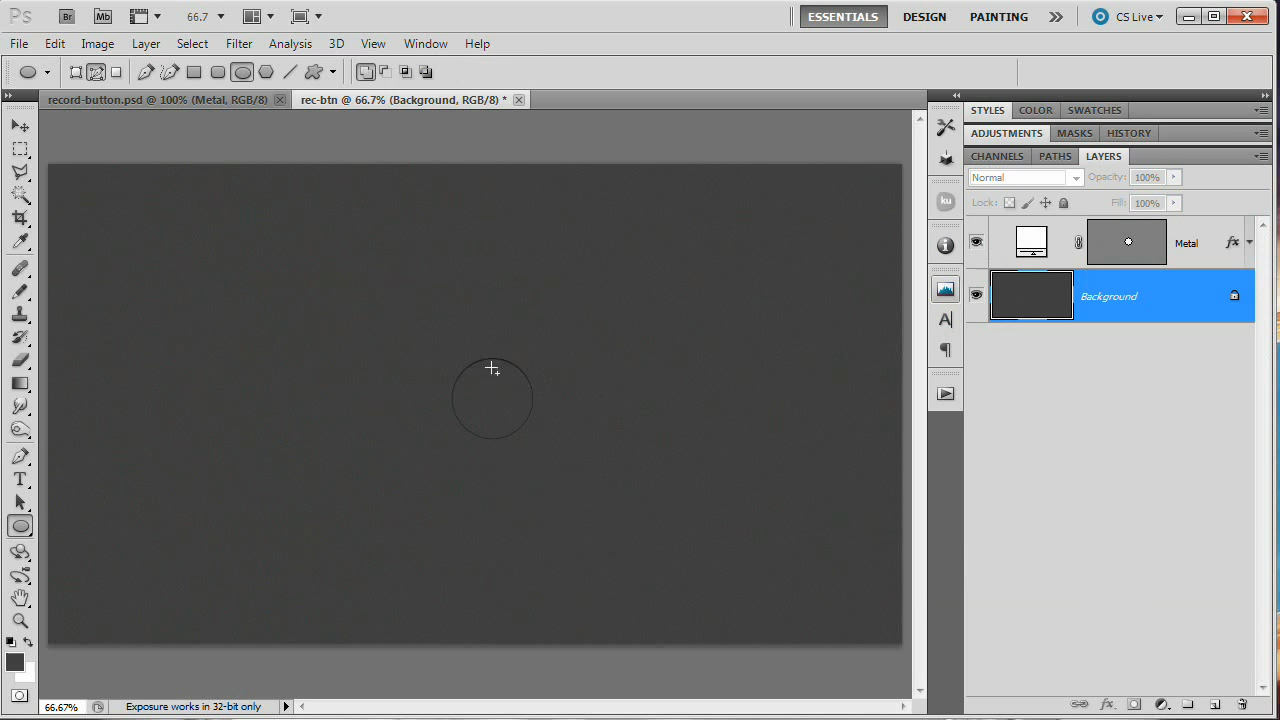 Ps Br Mb 66.7 ESSENTIALS DESIGN PAINTING CS Live
File Edit Image Layer Select Filter Analysis 3D View Window Help
record-button.psd @ 100% (Metal, RGB/8) rec-btn @ 66.7% (Background, RGB/8) *
STYLES COLOR SWATCHES
ADJUSTMENTS MASKS HISTORY
CHANNELS PATHS LAYERS
Normal Opacity: 100%
Lock: Fill: 100%
ku
Metal fx
Background
A
T
66.67% Exposure works in 32-bit only
fx